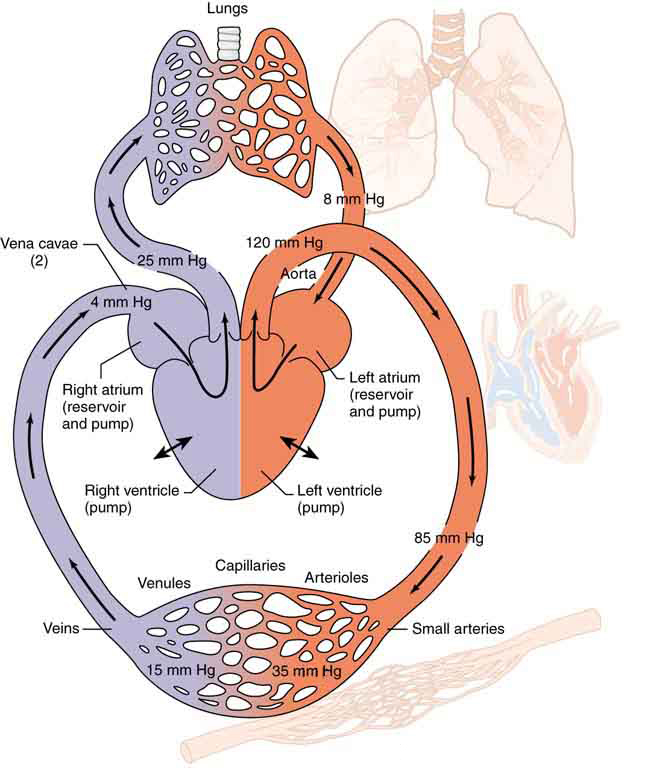 Lungs
8 mm Hg
Vena cavae
(2)
120 mm Hg
25 mm Hg
Aorta
4 mm Hg
Right atrium
(reservoir
and pump)
Left atrium
(reservoir
and pump)
Right ventricle
(pump)
Left ventricle
(pump)
85 mm Hg
Capillaries
Venules
Arterioles
Veins
Small arteries
15 mm Hg
35 mm Hg